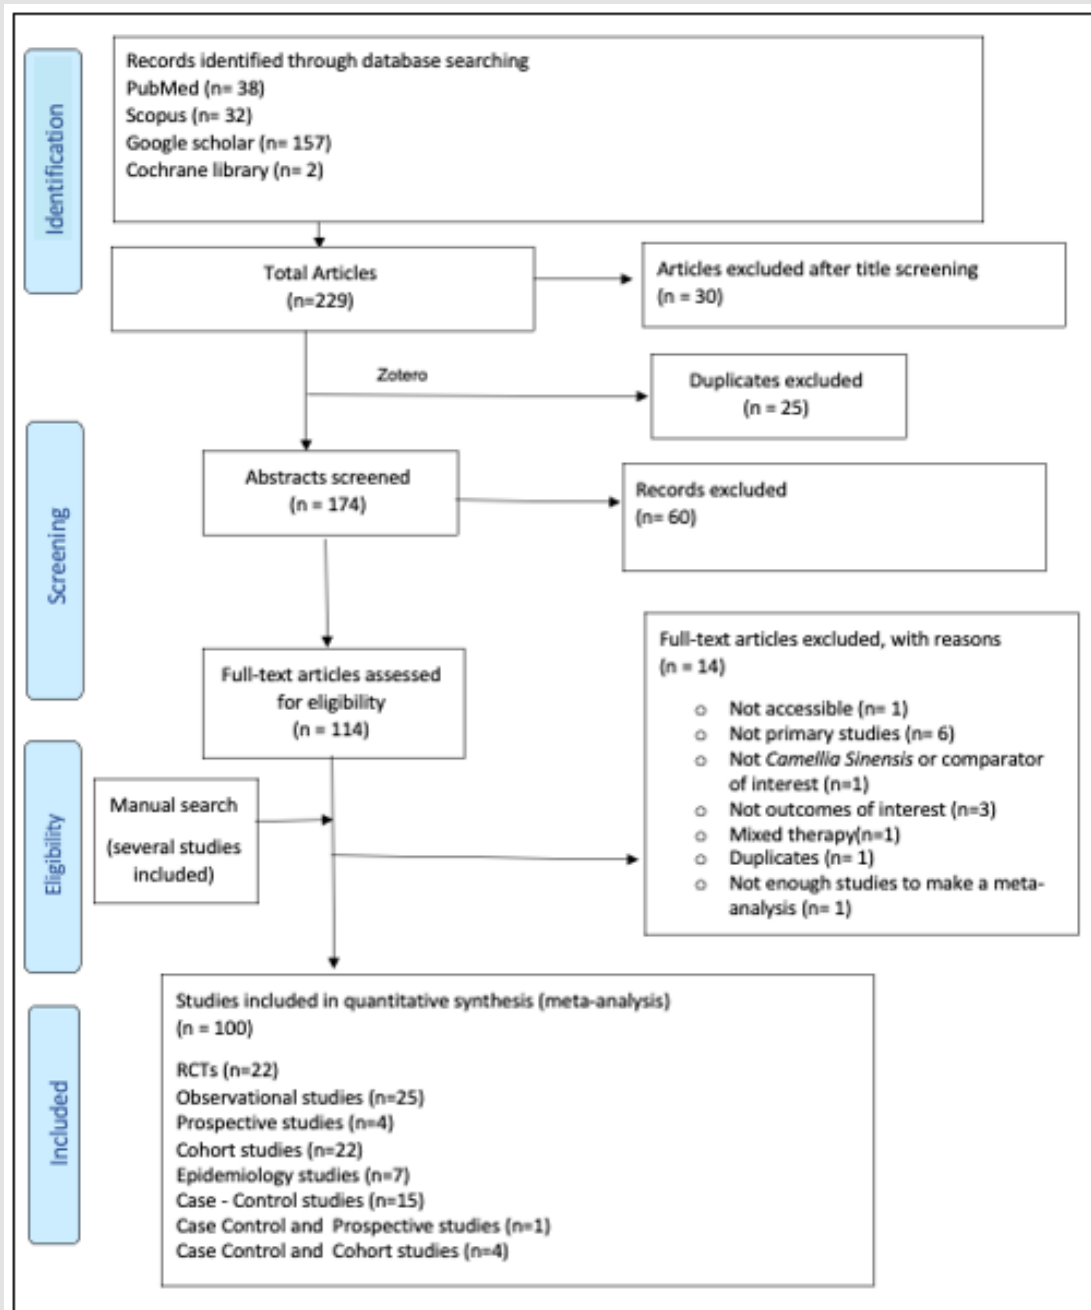 Identification
Records identified through database searching
PubMed (n= 38)
Scopus (n= 32)
Google scholar (n= 157)
Cochrane library (n= 2)
Total Articles
(n=229)
Articles excluded after title screening
(n = 30)
Zotero
Duplicates excluded
(n = 25)
Screening
Abstracts screened
(n = 174)
Records excluded
(n= 60)
Full-text articles assessed
for eligibility
(n = 114)
Full-text articles excluded, with reasons
(n = 14)
o Not accessible (n= 1)
o Not primary studies (n= 6)
o Not Camellia Sinensis or comparator
of interest (n=1)
o Not outcomes of interest (n=3)
o Mixed therapy(n=1)
o Duplicates (n= 1)
o Not enough studies to make a meta-
analysis (n= 1)
Eligibility
Manual search
(several studies
included)
Included
Studies included in quantitative synthesis (meta-analysis)
(n = 100)
RCTs (n=22)
Observational studies (n=25)
Prospective studies (n=4)
Cohort studies (n=22)
Epidemiology studies (n=7)
Case - Control studies (n=15)
Case Control and Prospective studies (n=1)
Case Control and Cohort studies (n=4)